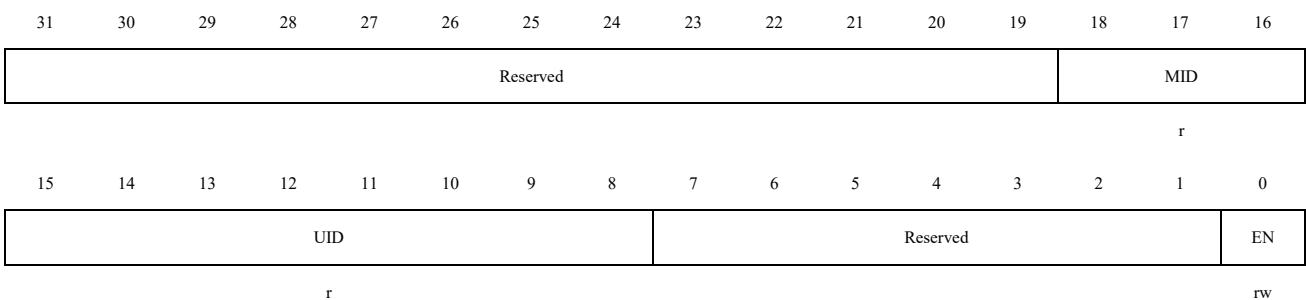 31 30 29 28 27 26 25 24 23 22 21 20 19 18 17 16
Reserved MID
r
15 14 13 12 11 10 9 8 7 6 5 4 3 2 1 0
UID Reserved EN
r rw